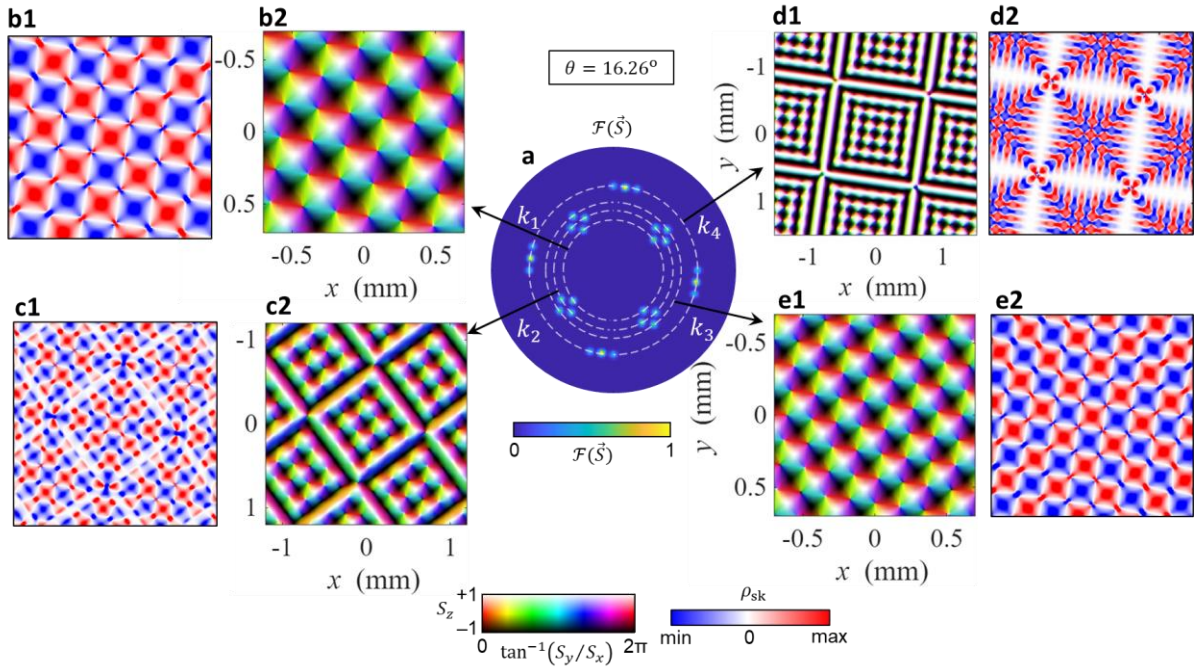 b1
b2
-0.5
0
0.5
-0.5 0 0.5
x (mm)
θ = 16.26°
ℱ(S⃗)
a
k₁
k₂
k₃
k₄
0 1
ℱ(S⃗)
d1
-1
0
1
y (mm)
-1 0 1
x (mm)
d2
c1
c2
-1
0
1
-1 0 1
x (mm)
e1
-0.5
0
0.5
y (mm)
-0.5 0 0.5
x (mm)
e2
S_z
+1
−1
0 tan⁻¹(S_y/S_x) 2π
ρ_sk
min 0 max